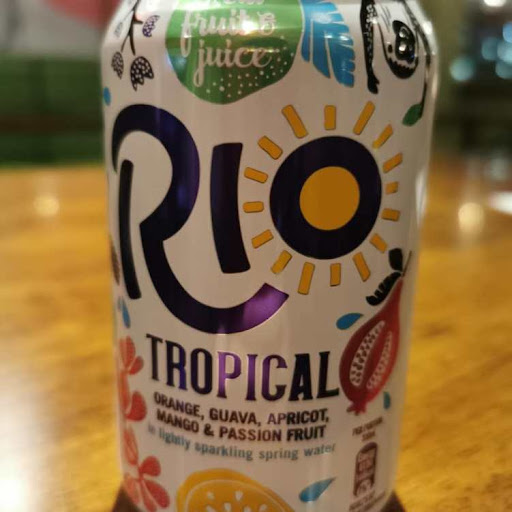 fruit &
juice
RIO
TROPICAL
ORANGE, GUAVA, APRICOT,
MANGO & PASSION FRUIT
in lightly sparkling spring water